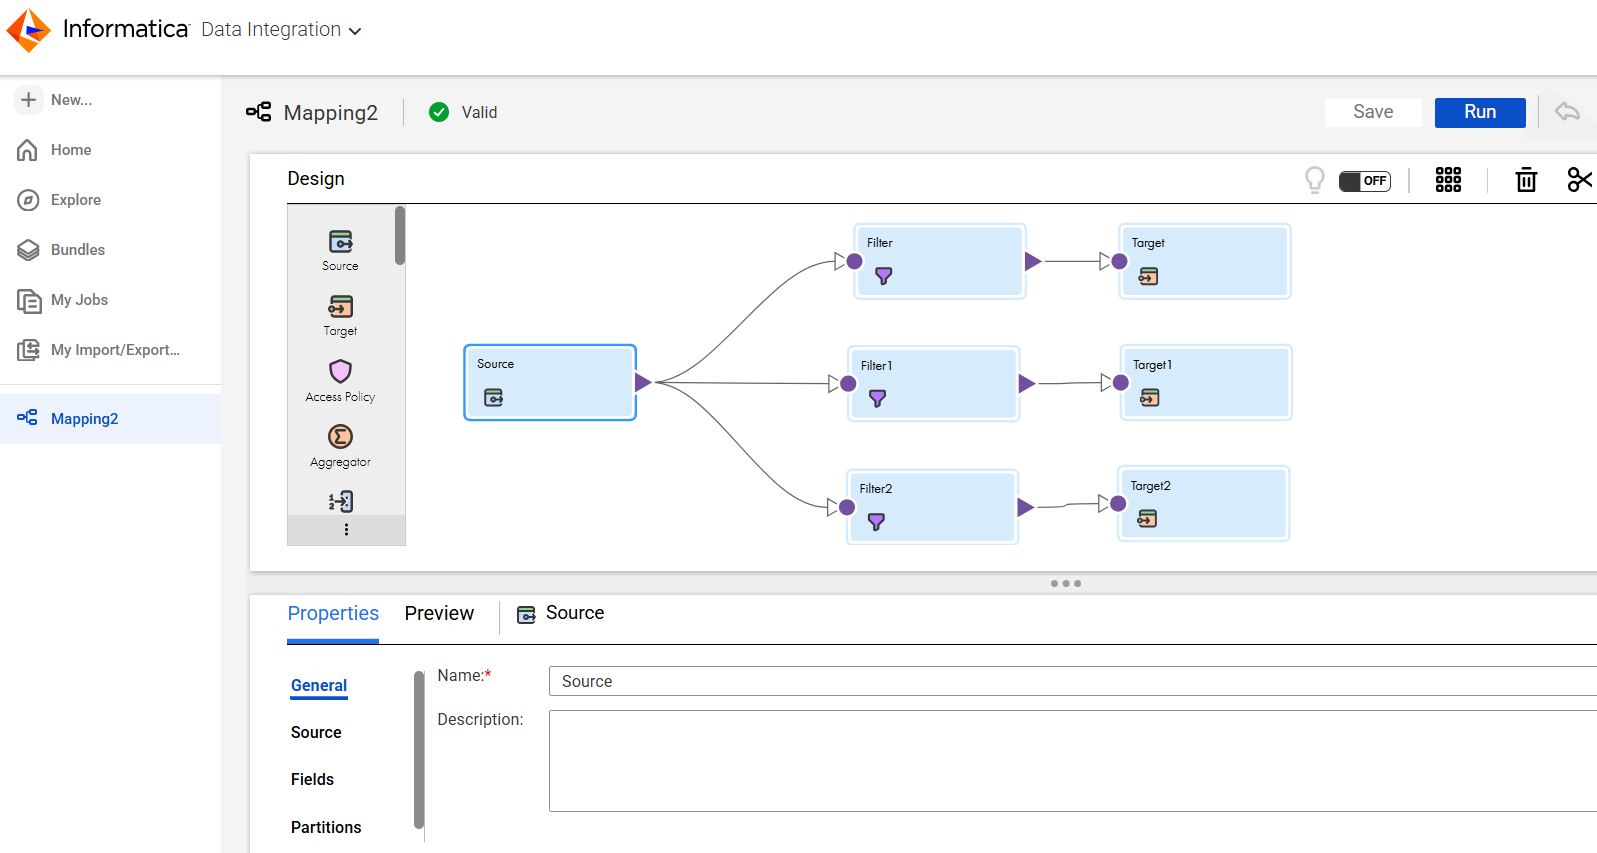 Informatica Data Integration
New...
Home
Explore
Bundles
My Jobs
My Import/Export...
Mapping2
Mapping2
Valid
Save
Run
Design
OFF
Source
Target
Access Policy
Aggregator
Source
Filter
Target
Filter1
Target1
Filter2
Target2
Properties
Preview
Source
General
Source
Fields
Partitions
Name:*
Source
Description: